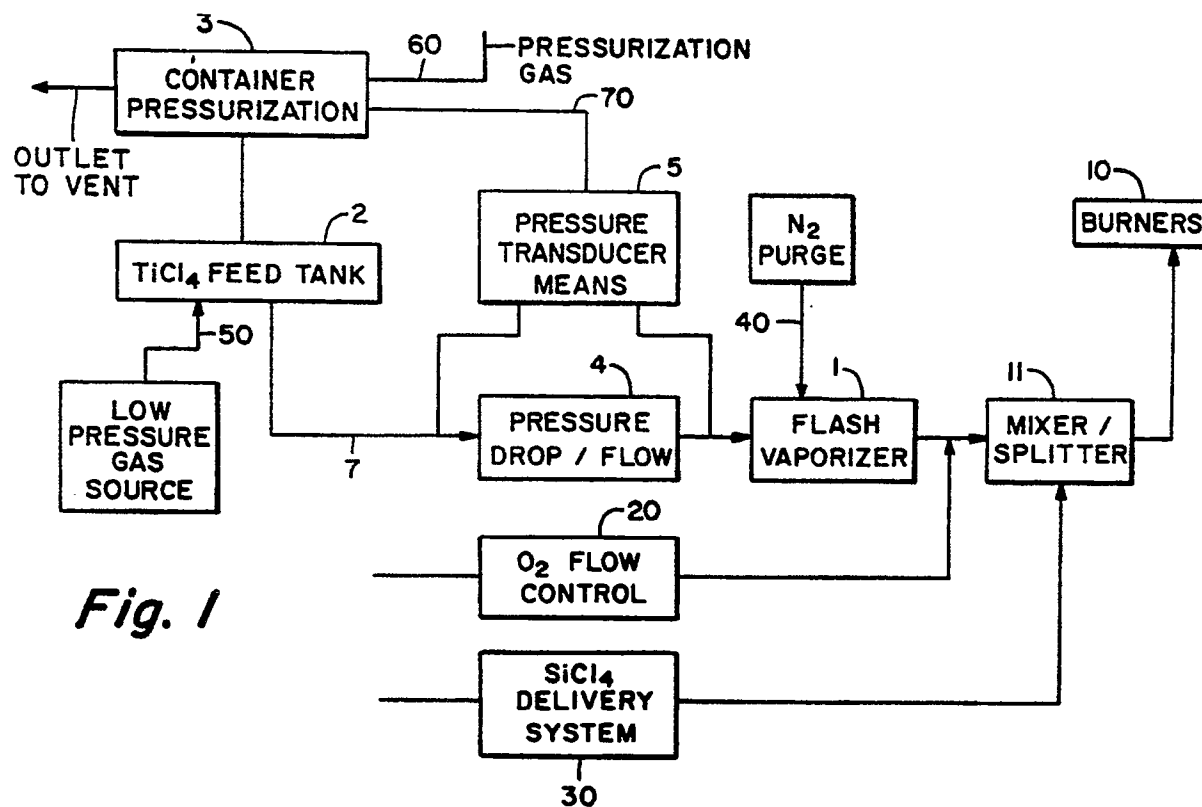 3
60
PRESSURIZATION
GAS
CONTAINER
PRESSURIZATION
70
OUTLET
TO VENT
2
TiCl₄ FEED TANK
5
PRESSURE
TRANSDUCER
MEANS
N₂
PURGE
10
BURNERS
50
40
LOW
PRESSURE
GAS
SOURCE
7
4
PRESSURE
DROP / FLOW
1
FLASH
VAPORIZER
11
MIXER /
SPLITTER
20
O₂ FLOW
CONTROL
Fig. 1
SiCl₄
DELIVERY
SYSTEM
30